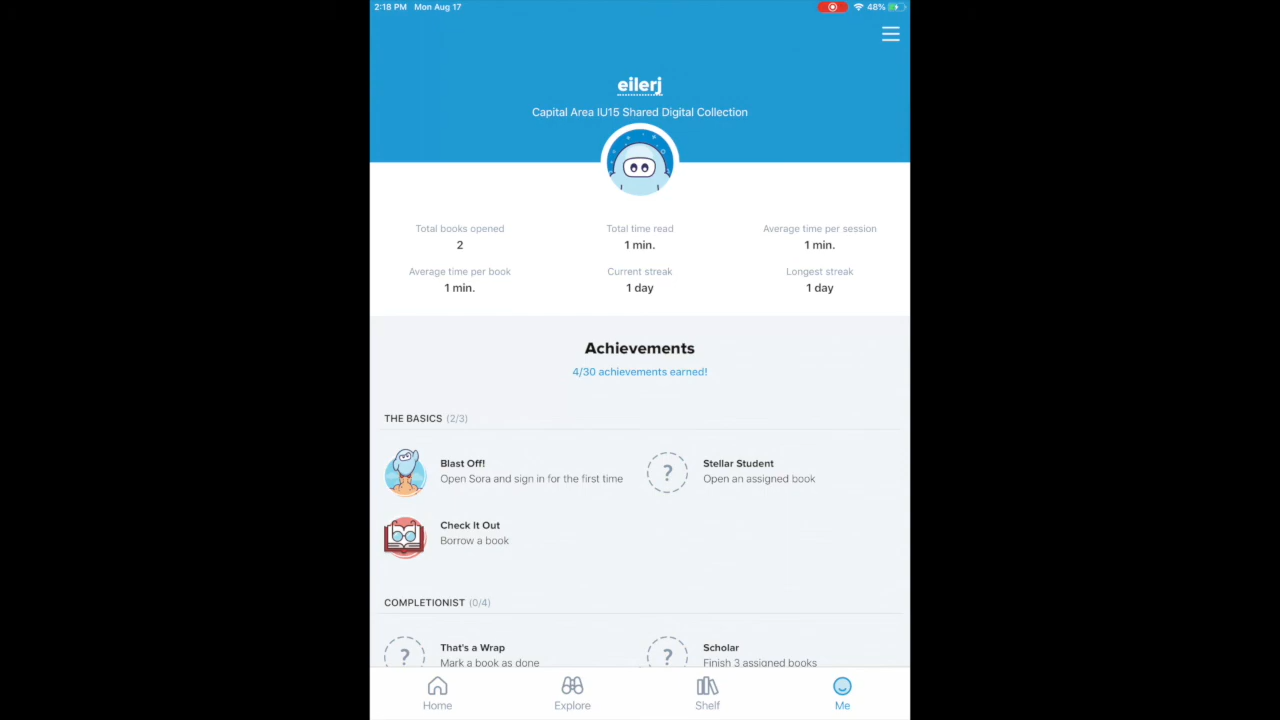 2:18 PM Mon Aug 17
48%
eilerj
Capital Area IU15 Shared Digital Collection
Total books opened
2
Total time read
1 min.
Average time per session
1 min.
Average time per book
1 min.
Current streak
1 day
Longest streak
1 day
Achievements
4/30 achievements earned!
THE BASICS (2/3)
Blast Off!
Open Sora and sign in for the first time
? Stellar Student
Open an assigned book
Check It Out
Borrow a book
COMPLETIONIST (0/4)
? That's a Wrap
Mark a book as done
? Scholar
Finish 3 assigned books
Home
Explore
Shelf
Me